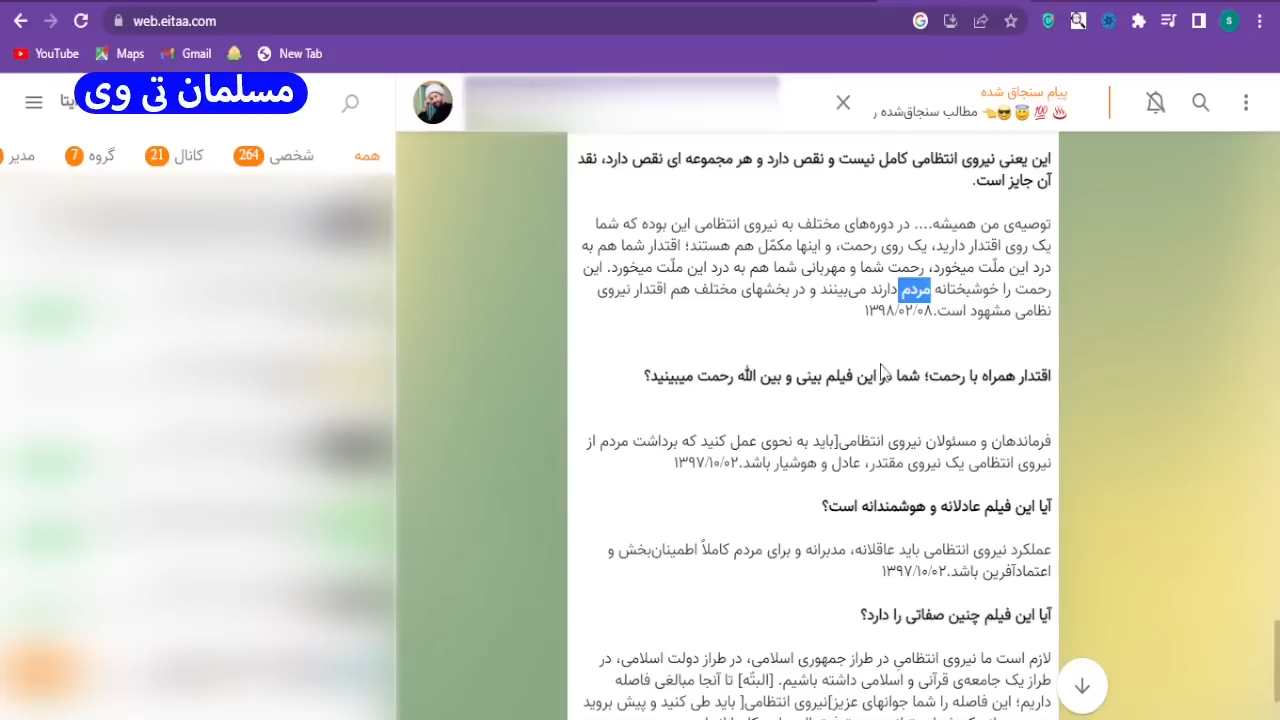 web.eitaa.com
YouTube
Maps
Gmail
New Tab
مسلمان تی وی
یتا
پیام سنجاق شده
♨️💯😇😎👈 مطالب سنجاق‌شده ر
همه
شخصی 264
کانال 21
گروه 7
مدیر
این یعنی نیروی انتظامی کامل نیست و نقص دارد و هر مجموعه ای نقص دارد، نقد
آن جایز است.
توصیه‌ی من همیشه.... در دوره‌های مختلف به نیروی انتظامی این بوده که شما
یک روی اقتدار دارید، یک روی رحمت، و اینها مکمّل هم هستند؛ اقتدار شما هم به
درد این ملّت میخورد، رحمت شما و مهربانی شما هم به درد این ملّت میخورد. این
رحمت را خوشبختانه مردم دارند می‌بینند و در بخشهای مختلف هم اقتدار نیروی
نظامی مشهود است.۱۳۹۸/۰۲/۰۸
اقتدار همراه با رحمت؛ شما در این فیلم بینی و بین الله رحمت میبینید؟
فرماندهان و مسئولان نیروی انتظامی[باید به نحوی عمل کنید که برداشت مردم از
نیروی انتظامی یک نیروی مقتدر، عادل و هوشیار باشد.۱۳۹۷/۱۰/۰۲
آیا این فیلم عادلانه و هوشمندانه است؟
عملکرد نیروی انتظامی باید عاقلانه، مدبرانه و برای مردم کاملاً اطمینان‌بخش و
اعتمادآفرین باشد.۱۳۹۷/۱۰/۰۲
آیا این فیلم چنین صفاتی را دارد؟
لازم است ما نیروی انتظامیِ در طراز جمهوری اسلامی، در طراز دولت اسلامی، در
طراز یک جامعه‌ی قرآنی و اسلامی داشته باشیم. [البتّه] تا آنجا مبالغی فاصله
داریم؛ این فاصله را شما جوانهای عزیز]نیروی انتظامی[ باید طی کنید و پیش بروید